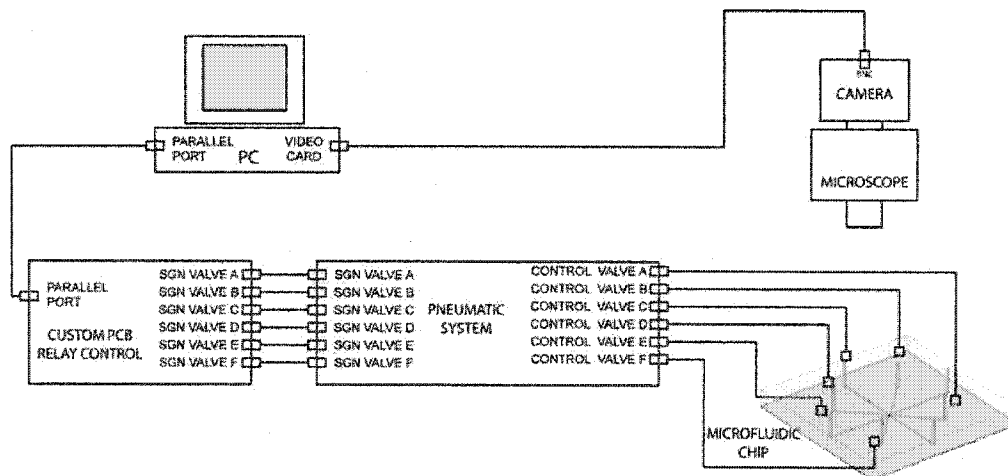 BNC
CAMERA
MICROSCOPE
PARALLEL PORT
PC
VIDEO CARD
PARALLEL PORT
CUSTOM PCB
RELAY CONTROL
SGN VALVE A
SGN VALVE B
SGN VALVE C
SGN VALVE D
SGN VALVE E
SGN VALVE F
SGN VALVE A
SGN VALVE B
SGN VALVE C
SGN VALVE D
SGN VALVE E
SGN VALVE F
PNEUMATIC
SYSTEM
CONTROL VALVE A
CONTROL VALVE B
CONTROL VALVE C
CONTROL VALVE D
CONTROL VALVE E
CONTROL VALVE F
MICROFLUIDIC
CHIP